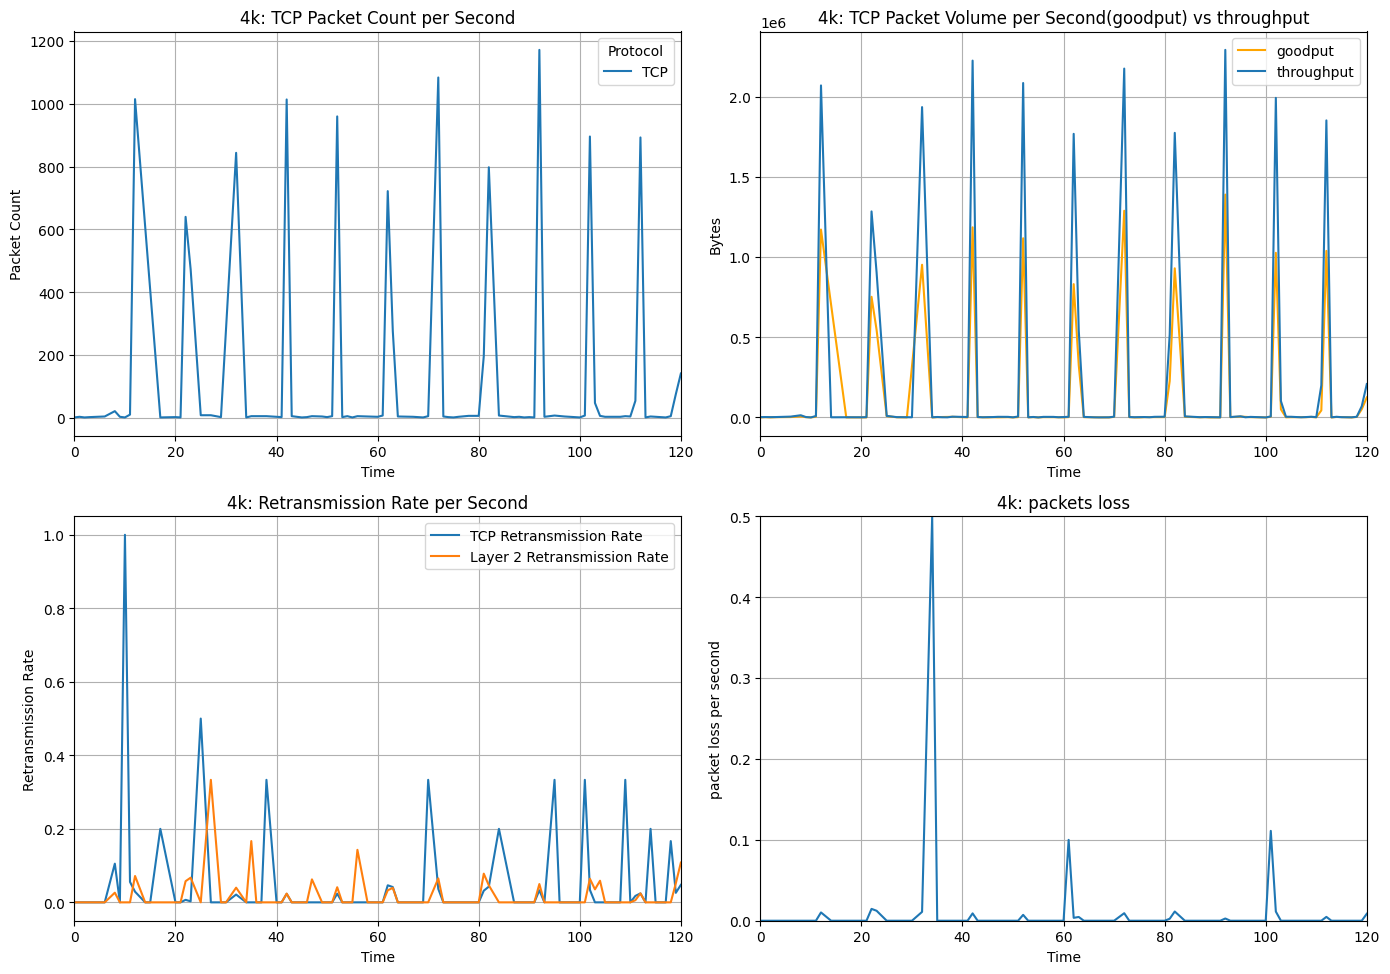 4k: TCP Packet Count per Second
Protocol
TCP
Packet Count
1200
1000
800
600
400
200
0
0 20 40 60 80 100 120
Time
4k: TCP Packet Volume per Second(goodput) vs throughput
1e6
goodput
throughput
Bytes
2.0
1.5
1.0
0.5
0.0
0 20 40 60 80 100 120
Time
4k: Retransmission Rate per Second
TCP Retransmission Rate
Layer 2 Retransmission Rate
Retransmission Rate
1.0
0.8
0.6
0.4
0.2
0.0
0 20 40 60 80 100 120
Time
4k: packets loss
packet loss per second
0.5
0.4
0.3
0.2
0.1
0.0
0 20 40 60 80 100 120
Time